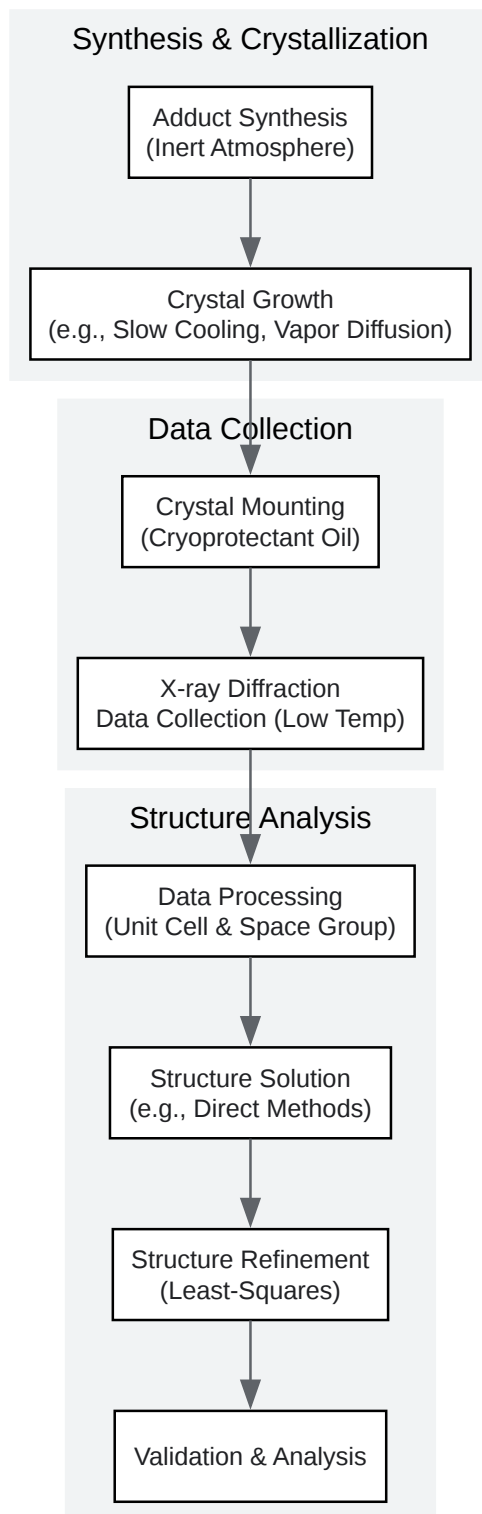 Synthesis & Crystallization
Adduct Synthesis
(Inert Atmosphere)
Crystal Growth
(e.g., Slow Cooling, Vapor Diffusion)
Data Collection
Crystal Mounting
(Cryoprotectant Oil)
X-ray Diffraction
Data Collection (Low Temp)
Structure Analysis
Data Processing
(Unit Cell & Space Group)
Structure Solution
(e.g., Direct Methods)
Structure Refinement
(Least-Squares)
Validation & Analysis